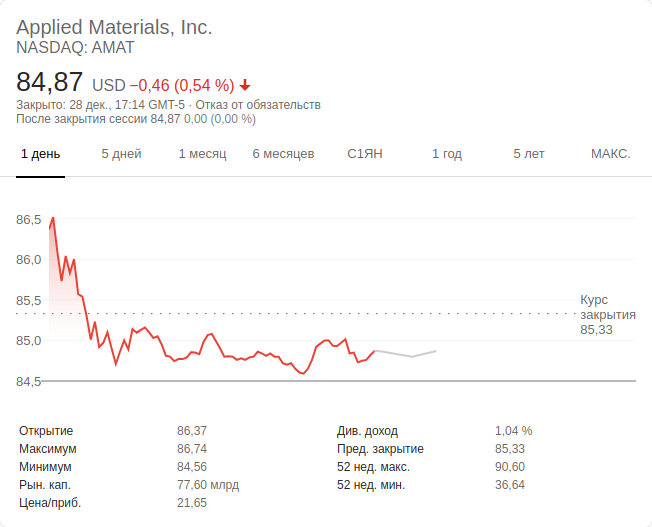 Applied Materials, Inc.
NASDAQ: AMAT
84,87 USD −0,46 (0,54 %)
Закрыто: 28 дек., 17:14 GMT-5 · Отказ от обязательств
После закрытия сессии 84,87 0,00 (0,00 %)
1 день 5 дней 1 месяц 6 месяцев С1ЯН 1 год 5 лет МАКС.
86,5
86,0
85,5
85,0
84,5
Курс
закрытия
85,33
Открытие 86,37 Див. доход 1,04 %
Максимум 86,74 Пред. закрытие 85,33
Минимум 84,56 52 нед. макс. 90,60
Рын. кап. 77,60 млрд 52 нед. мин. 36,64
Цена/приб. 21,65